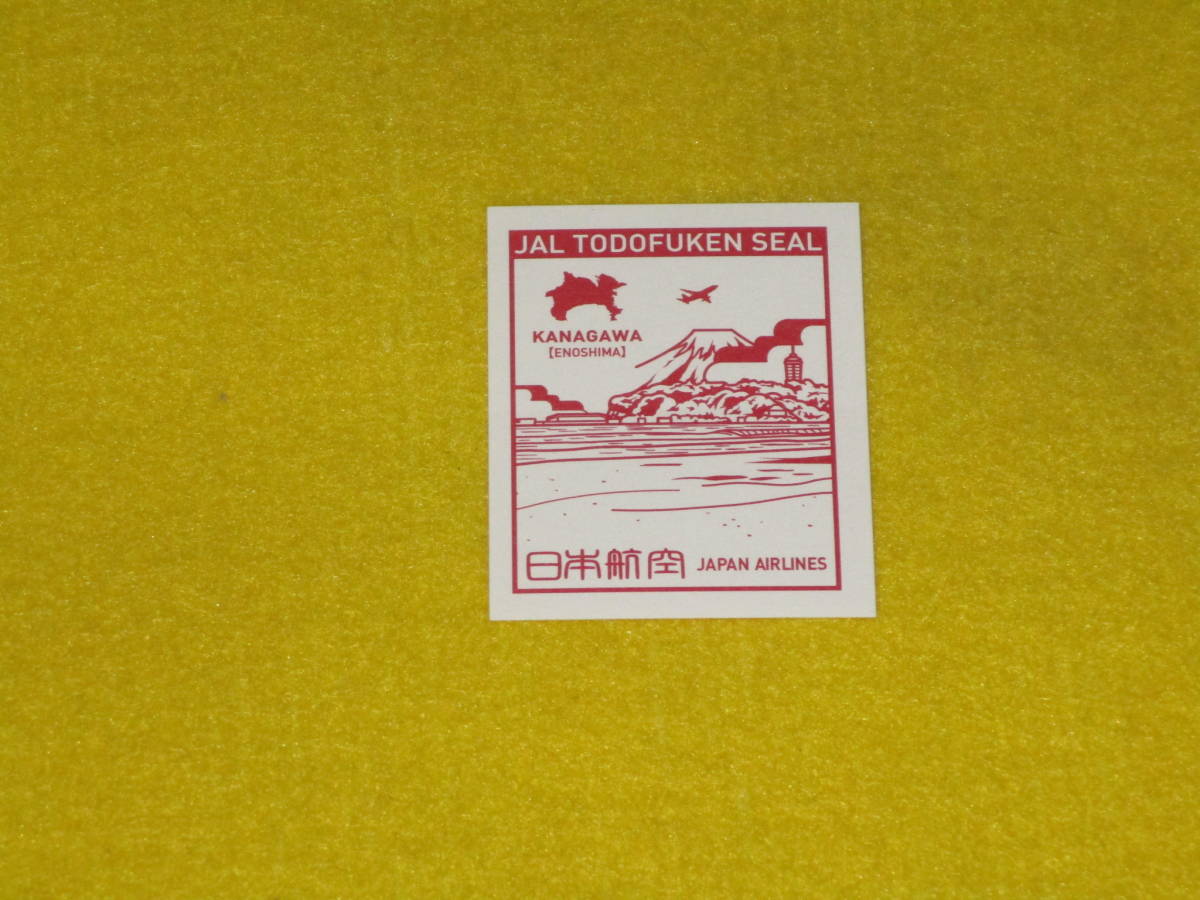 JAL TODOFUKEN SEAL
KANAGAWA
【ENOSHIMA】
日本航空 JAPAN AIRLINES